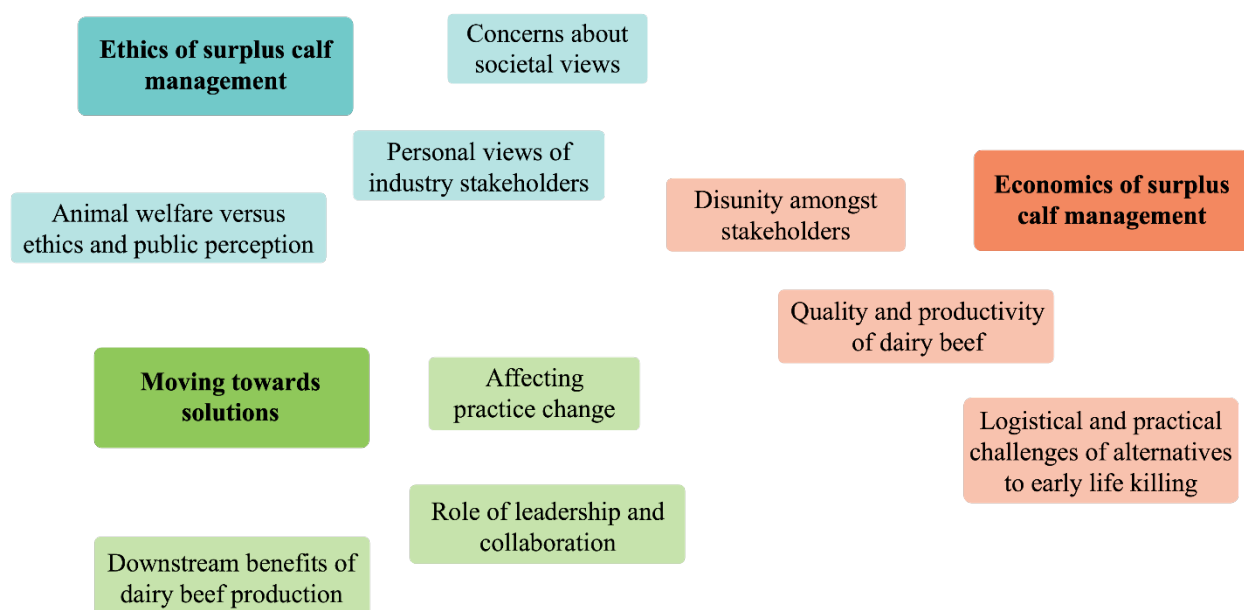 Ethics of surplus calf
management
Concerns about
societal views
Personal views of
industry stakeholders
Animal welfare versus
ethics and public perception
Disunity amongst
stakeholders
Economics of surplus
calf management
Quality and productivity
of dairy beef
Logistical and practical
challenges of alternatives
to early life killing
Moving towards
solutions
Affecting
practice change
Role of leadership and
collaboration
Downstream benefits of
dairy beef production